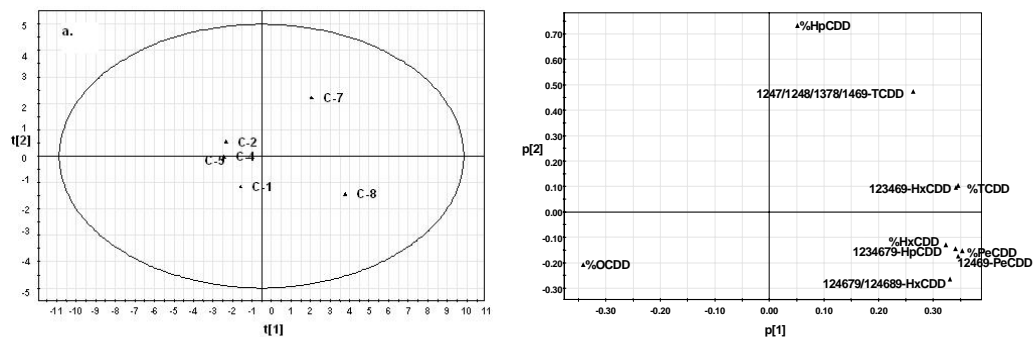 a.
5
4
3
2
1
t[2]
0
-1
-2
-3
-4
-5
C-7
C-2
C-5 C-4
C-1
C-8
-11 -10 -9 -8 -7 -6 -5 -4 -3 -2 -1 0 1 2 3 4 5 6 7 8 9 10 11
t[1]
0.70
0.60
0.50
0.40
0.30
p[2]
0.20
0.10
0.00
-0.10
-0.20
-0.30
%HpCDD
1247/1248/1378/1469-TCDD
123469-HxCDD %TCDD
%HxCDD
1234679-HpCDD %PeCDD
12469-PeCDD
%OCDD
124679/124689-HxCDD
-0.30 -0.20 -0.10 0.00 0.10 0.20 0.30
p[1]